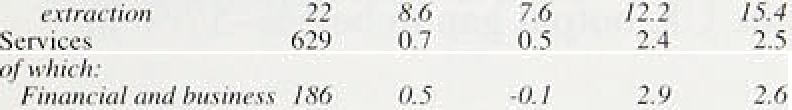 extraction 22 8.6 7.6 12.2 15.4
Services 629 0.7 0.5 2.4 2.5
of which:
Financial and business 186 0.5 -0.1 2.9 2.6